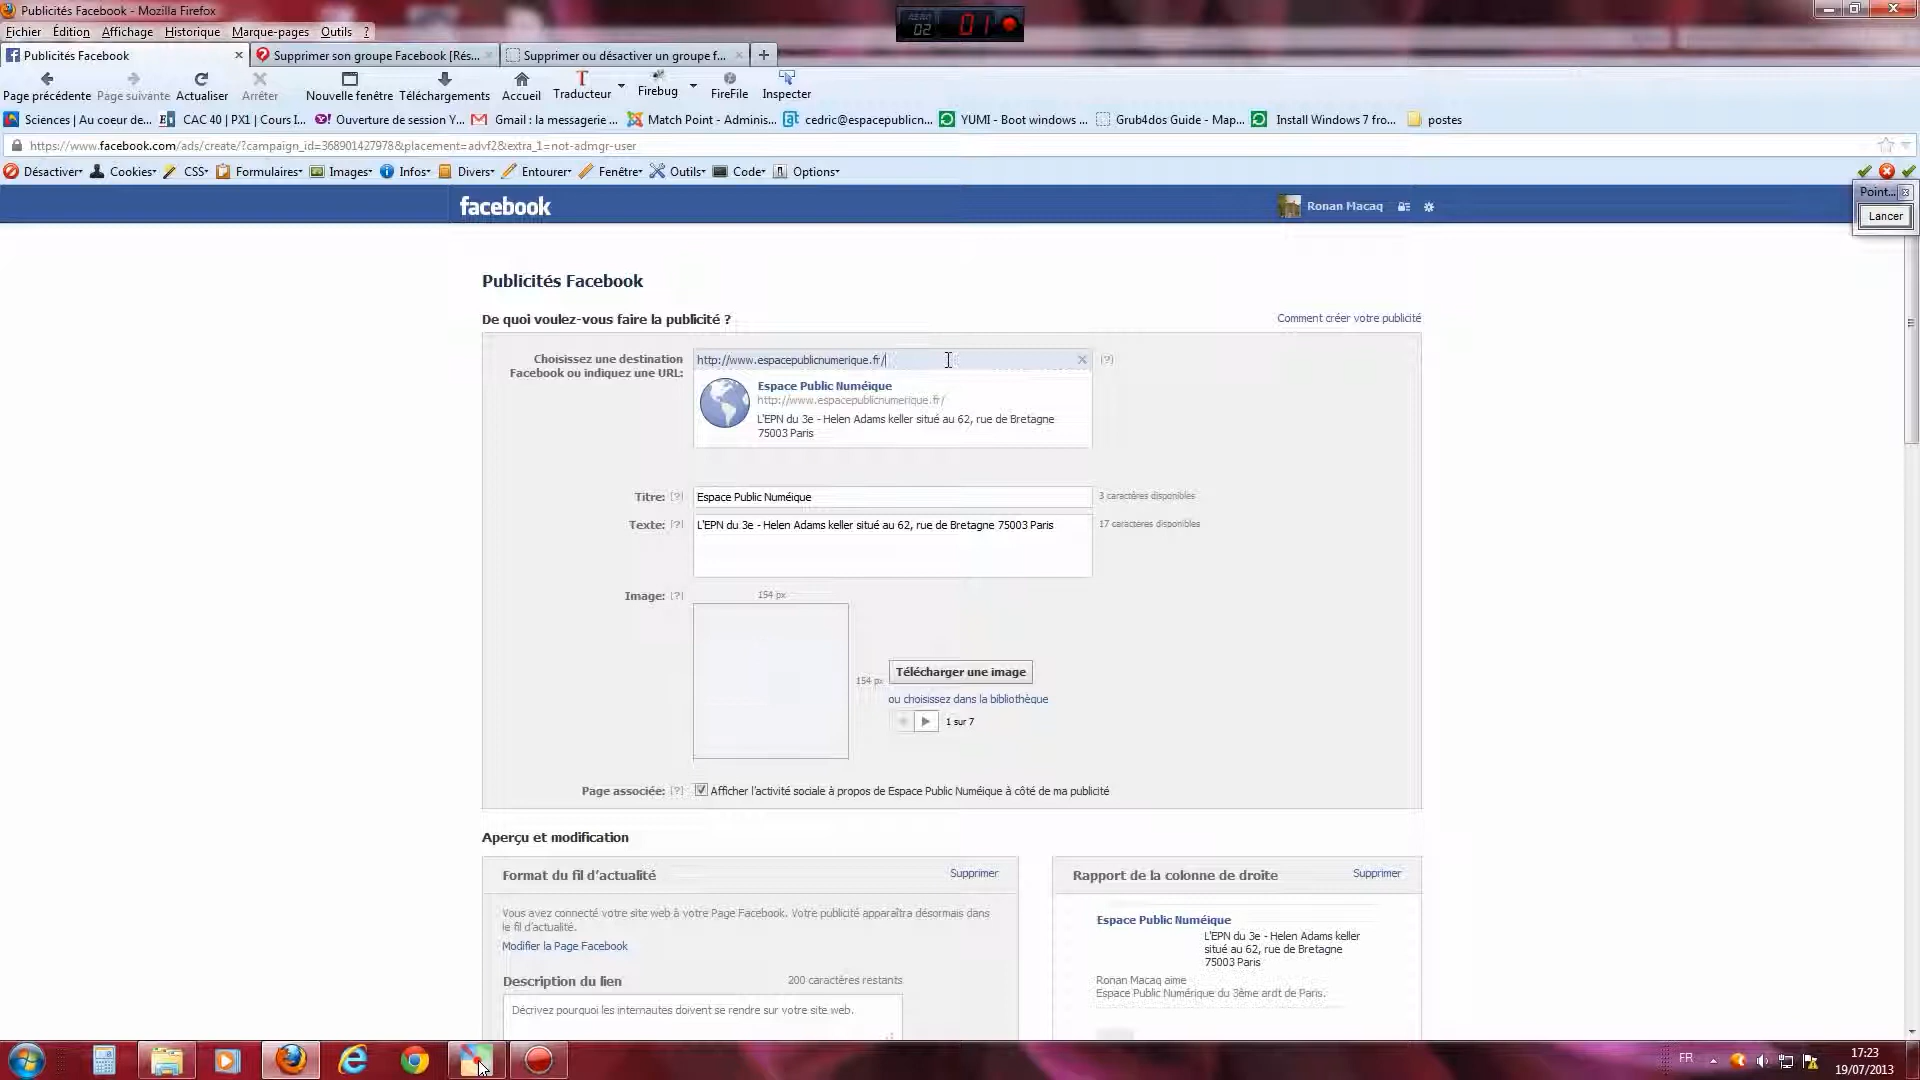 Publicités Facebook - Mozilla Firefox
02 01
Fichier Édition Affichage Historique Marque-pages Outils ?
Publicités Facebook
Supprimer son groupe Facebook [Rés...
Supprimer ou désactiver un groupe f...
Page précédente Page suivante Actualiser Arrêter Nouvelle fenêtre Téléchargements Accueil Traducteur Firebug FireFile Inspecter
Sciences | Au coeur de... CAC 40 | PX1 | Cours I... Ouverture de session Y... Gmail : la messagerie ... Match Point - Adminis... cedric@espacepublicn... YUMI - Boot windows ... Grub4dos Guide - Map... Install Windows 7 fro... postes
https://www.facebook.com/ads/create/?campaign_id=368901427978&placement=advf2&extra_1=not-admgr-user
Désactiver Cookies CSS Formulaires Images Infos Divers Entourer Fenêtre Outils Code Options
Point...
Lancer
facebook
Ronan Macaq
Publicités Facebook
De quoi voulez-vous faire la publicité ?
Comment créer votre publicité
Choisissez une destination
Facebook ou indiquez une URL:
http://www.espacepublicnumerique.fr/
[?]
Espace Public Numéique
http://www.espacepublicnumerique.fr/
L'EPN du 3e - Helen Adams keller situé au 62, rue de Bretagne
75003 Paris
Titre: [?] Espace Public Numéique 3 caractères disponibles
Texte: [?] L'EPN du 3e - Helen Adams keller situé au 62, rue de Bretagne 75003 Paris 17 caractères disponibles
Image: [?] 154 px
154 px
Télécharger une image
ou choisissez dans la bibliothèque
1 sur 7
Page associée: [?] Afficher l'activité sociale à propos de Espace Public Numéique à côté de ma publicité
Aperçu et modification
Format du fil d'actualité
Supprimer
Vous avez connecté votre site web à votre Page Facebook. Votre publicité apparaîtra désormais dans
le fil d'actualité.
Modifier la Page Facebook
Description du lien
200 caractères restants
Décrivez pourquoi les internautes doivent se rendre sur votre site web.
Rapport de la colonne de droite
Supprimer
Espace Public Numéique
L'EPN du 3e - Helen Adams keller
situé au 62, rue de Bretagne
75003 Paris
Ronan Macaq aime
Espace Public Numérique du 3ème ardt de Paris.
FR
17:23
19/07/2013